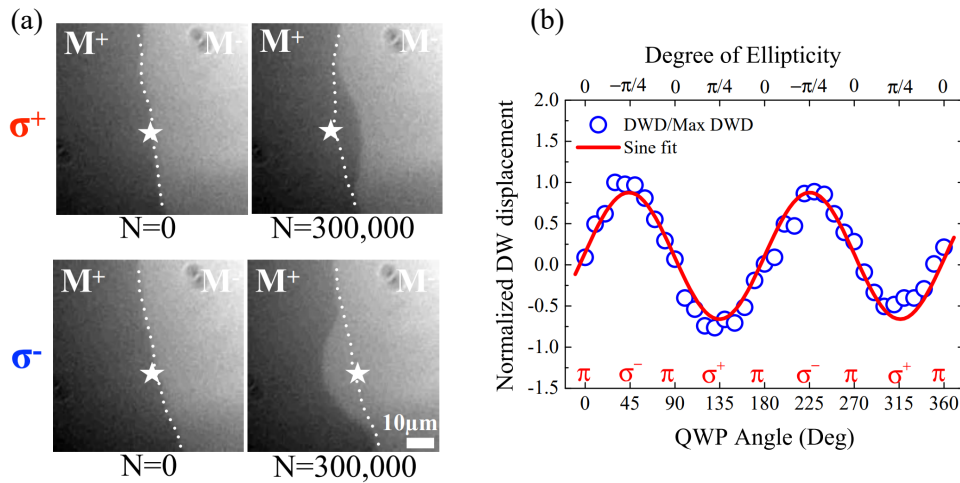 (a)
M⁺ M⁻ M⁺ M⁻
σ⁺
N=0 N=300,000
M⁺ M⁻ M⁺ M⁻
σ⁻
10μm
N=0 N=300,000
(b)
Degree of Ellipticity
0 −π/4 0 π/4 0 −π/4 0 π/4 0
2.0
1.5
1.0
0.5
0.0
-0.5
-1.0
-1.5
Normalized DW displacement
DWD/Max DWD
Sine fit
π σ⁻ π σ⁺ π σ⁻ π σ⁺ π
0 45 90 135 180 225 270 315 360
QWP Angle (Deg)